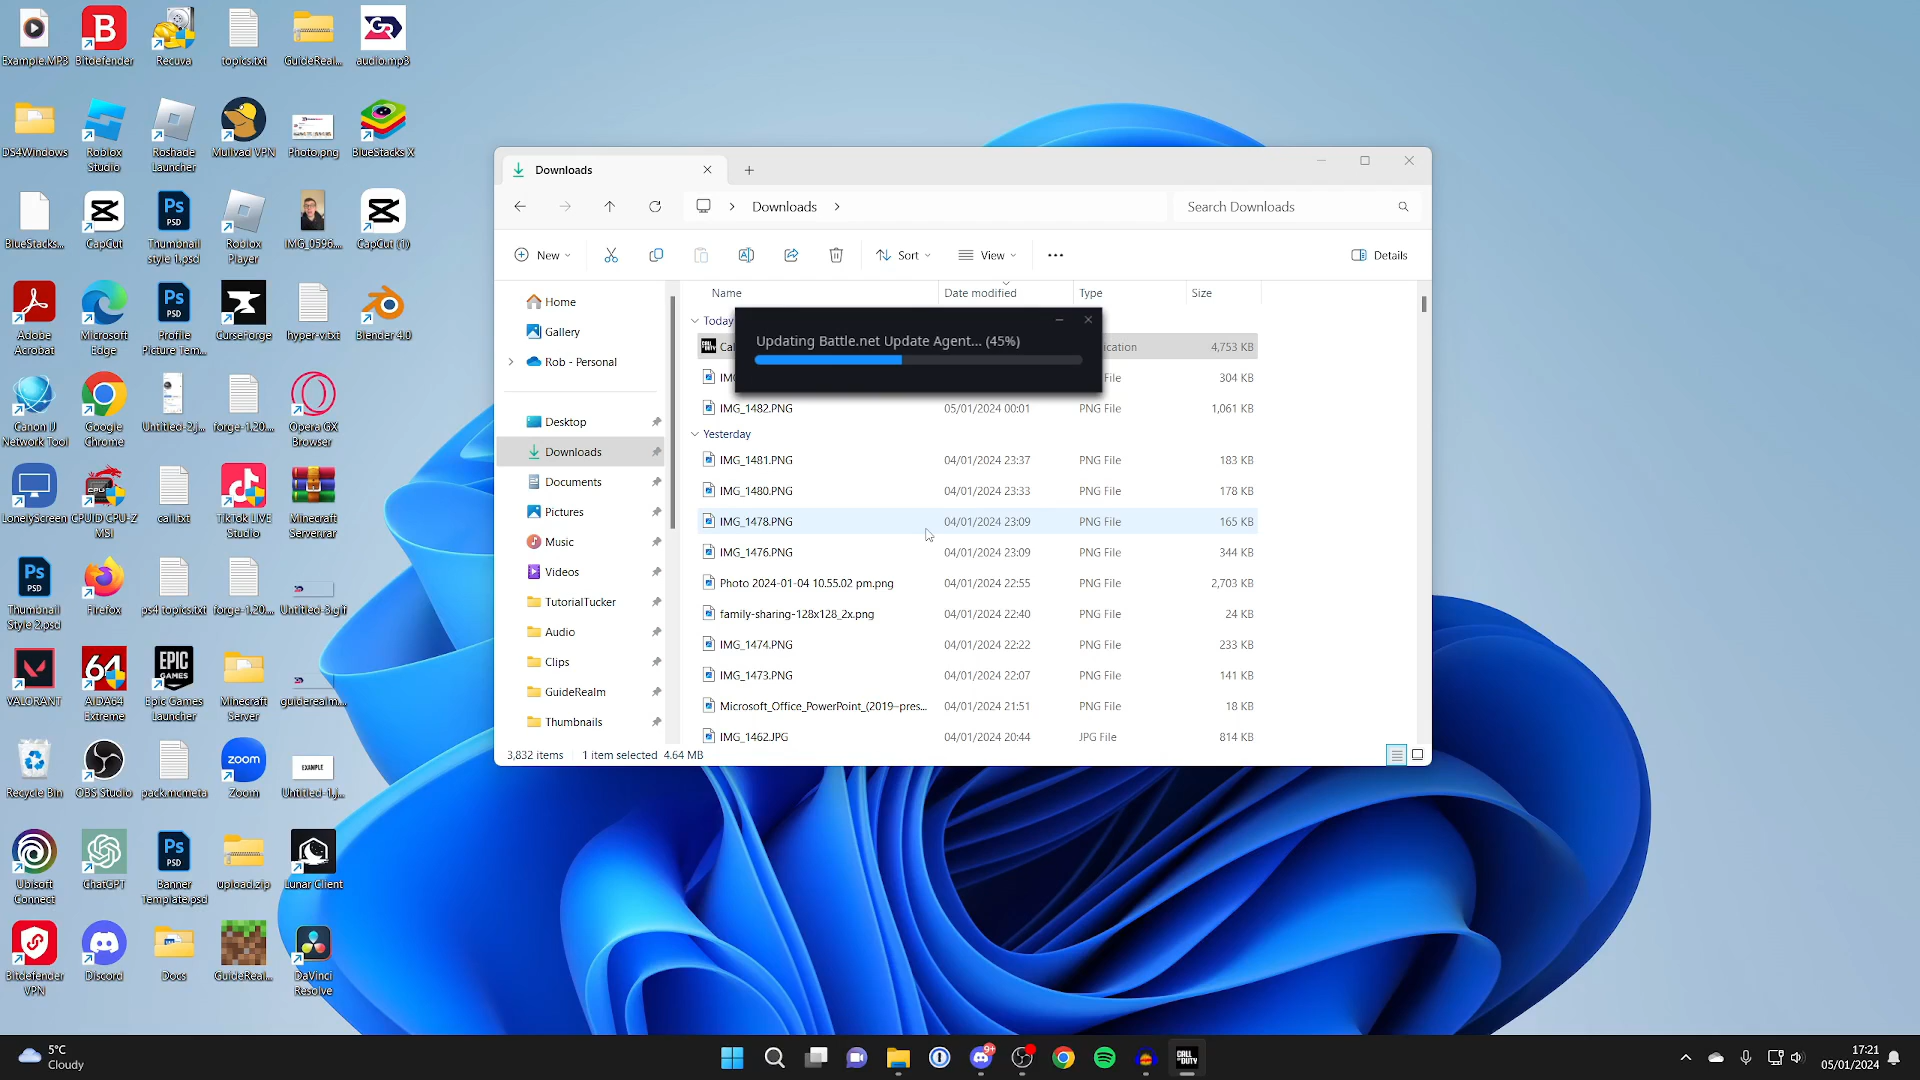 Example.MP3
Bitdefender
Recuva
topics.txt
GuideReal...
audio.mp3
DS4Windows
Roblox Studio
Roshade Launcher
Mullvad VPN
Photo.png
BlueStacks X
BlueStacks...
CapCut
Thumbnail style 1.psd
Roblox Player
IMG_0596....
CapCut (1)
Adobe Acrobat
Microsoft Edge
Profile Picture Tem...
CurseForge
hyper-v.txt
Blender 4.0
Canon IJ Network Tool
Google Chrome
Untitled-2.j...
forge-1.20...
Opera GX Browser
LonelyScreen
CPUID CPU-Z MSI
call.txt
TikTok LIVE Studio
Minecraft Server.rar
Thumbnail Style 2.psd
Firefox
ps4 topics.txt
forge-1.20...
Untitled-3.gif
VALORANT
AIDA64 Extreme
Epic Games Launcher
Minecraft Server
guiderealm...
Recycle Bin
OBS Studio
pack.mcmeta
Zoom
Untitled-1.j...
Ubisoft Connect
ChatGPT
Banner Template.psd
upload.zip
Lunar Client
Bitdefender VPN
Discord
Docs
GuideReal...
DaVinci Resolve
Downloads
Downloads
Search Downloads
New
Sort
View
Details
Name
Date modified
Type
Size
Home
Gallery
Rob - Personal
Desktop
Downloads
Documents
Pictures
Music
Videos
TutorialTucker
Audio
Clips
GuideRealm
Thumbnails
Today
Updating Battle.net Update Agent... (45%)
Cal
ication
4,753 KB
IMG
File
304 KB
IMG_1482.PNG 05/01/2024 00:01 PNG File 1,061 KB
Yesterday
IMG_1481.PNG 04/01/2024 23:37 PNG File 183 KB
IMG_1480.PNG 04/01/2024 23:33 PNG File 178 KB
IMG_1478.PNG 04/01/2024 23:09 PNG File 165 KB
IMG_1476.PNG 04/01/2024 23:09 PNG File 344 KB
Photo 2024-01-04 10.55.02 pm.png 04/01/2024 22:55 PNG File 2,703 KB
family-sharing-128x128_2x.png 04/01/2024 22:40 PNG File 24 KB
IMG_1474.PNG 04/01/2024 22:22 PNG File 233 KB
IMG_1473.PNG 04/01/2024 22:07 PNG File 141 KB
Microsoft_Office_PowerPoint_(2019–pres... 04/01/2024 21:51 PNG File 18 KB
IMG_1462.JPG 04/01/2024 20:44 JPG File 814 KB
3,832 items 1 item selected 4.64 MB
5°C
Cloudy
17:21
05/01/2024